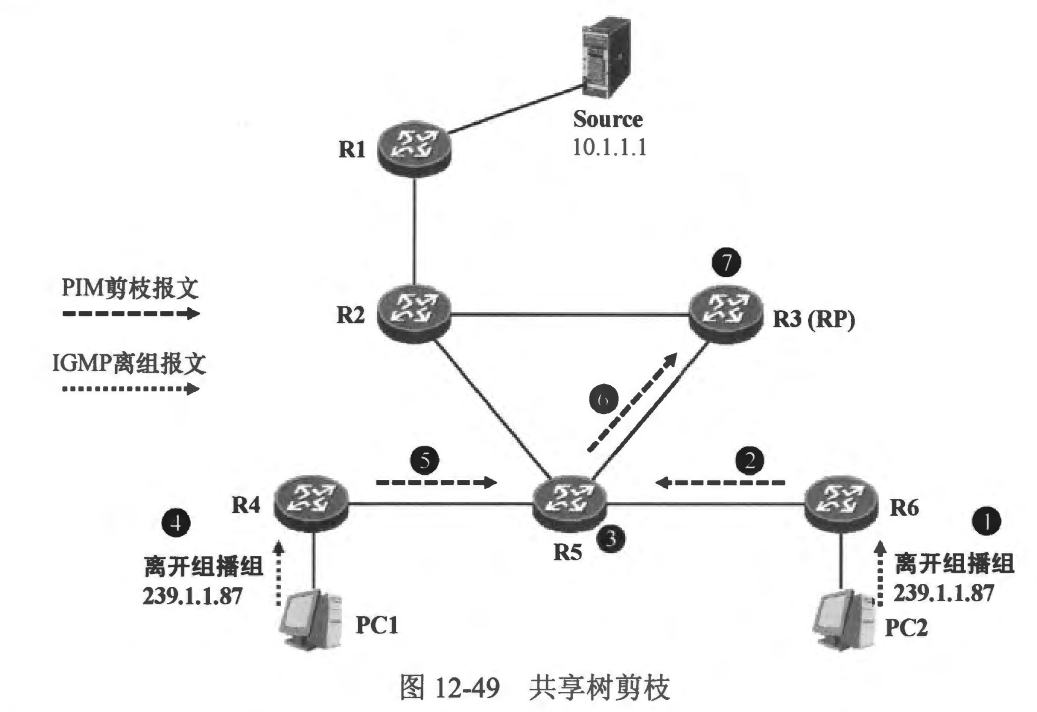 Source
10.1.1.1
R1
7
PIM剪枝报文
R2
R3 (RP)
IGMP离组报文
6
5
2
R4
R6
4
1
3
R5
离开组播组
239.1.1.87
离开组播组
239.1.1.87
PC1
PC2
图 12-49 共享树剪枝